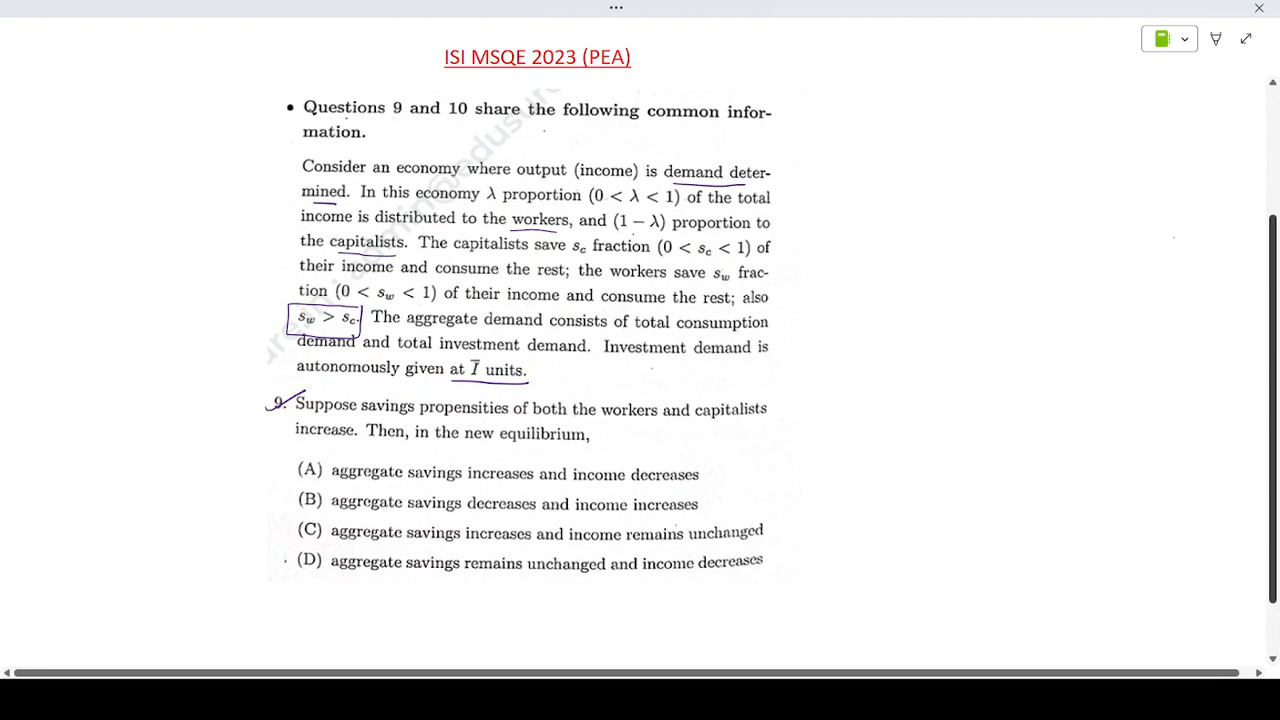 ISI MSQE 2023 (PEA)
• Questions 9 and 10 share the following common infor-
mation.
Consider an economy where output (income) is demand deter-
mined. In this economy λ proportion (0 < λ < 1) of the total
income is distributed to the workers, and (1 − λ) proportion to
the capitalists. The capitalists save s_c fraction (0 < s_c < 1) of
their income and consume the rest; the workers save s_w frac-
tion (0 < s_w < 1) of their income and consume the rest; also
s_w > s_c. The aggregate demand consists of total consumption
demand and total investment demand. Investment demand is
autonomously given at Ī units.
9. Suppose savings propensities of both the workers and capitalists
increase. Then, in the new equilibrium,
(A) aggregate savings increases and income decreases
(B) aggregate savings decreases and income increases
(C) aggregate savings increases and income remains unchanged
(D) aggregate savings remains unchanged and income decreases